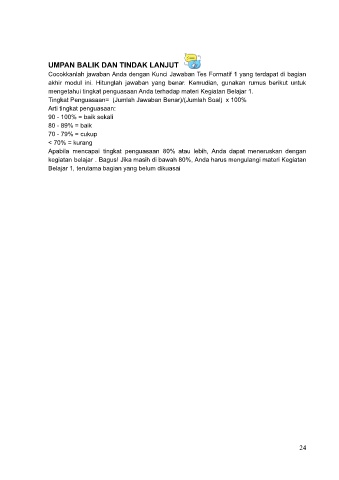 UMPAN BALIK DAN TINDAK LANJUT
Cocokkanlah jawaban Anda dengan Kunci Jawaban Tes Formatif 1 yang terdapat di bagian
akhir modul ini. Hitunglah jawaban yang benar. Kemudian, gunakan rumus berikut untuk
mengetahui tingkat penguasaan Anda terhadap materi Kegiatan Belajar 1.
Tingkat Penguasaan= (Jumlah Jawaban Benar)/(Jumlah Soal) x 100%
Arti tingkat penguasaan:
90 - 100% = baik sekali
80 - 89% = baik
70 - 79% = cukup
< 70% = kurang
Apabila mencapai tingkat penguasaan 80% atau lebih, Anda dapat meneruskan dengan
kegiatan belajar . Bagus! Jika masih di bawah 80%, Anda harus mengulangi materi Kegiatan
Belajar 1, terutama bagian yang belum dikuasai
24